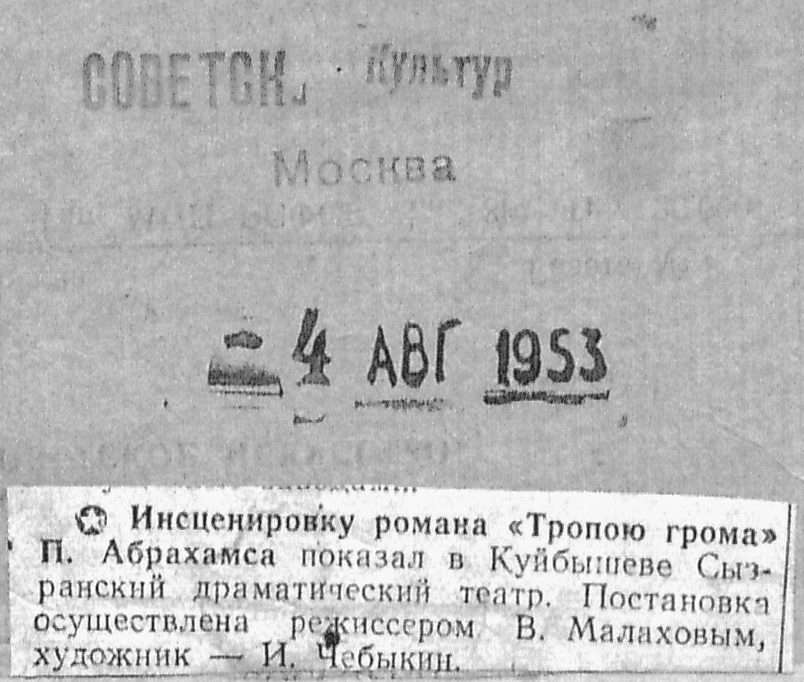 СОВЕТСК. Культур
Москва
- 4 АВГ 1953
Инсценировку романа «Тропою грома»
П. Абрахамса показал в Куйбышеве Сыз-
ранский драматический театр. Постановка
осуществлена режиссером В. Малаховым,
художник — И. Чебыкин.